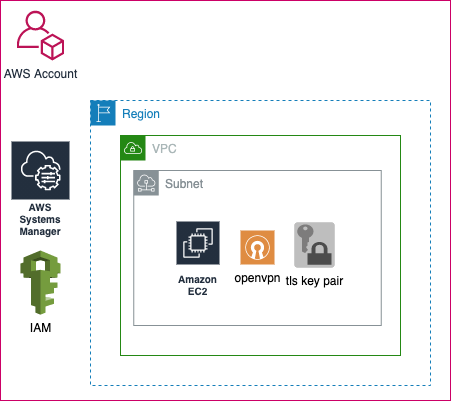 AWS Account
Region
VPC
Subnet
AWS
Systems
Manager
Amazon
EC2
openvpn
tls key pair
IAM